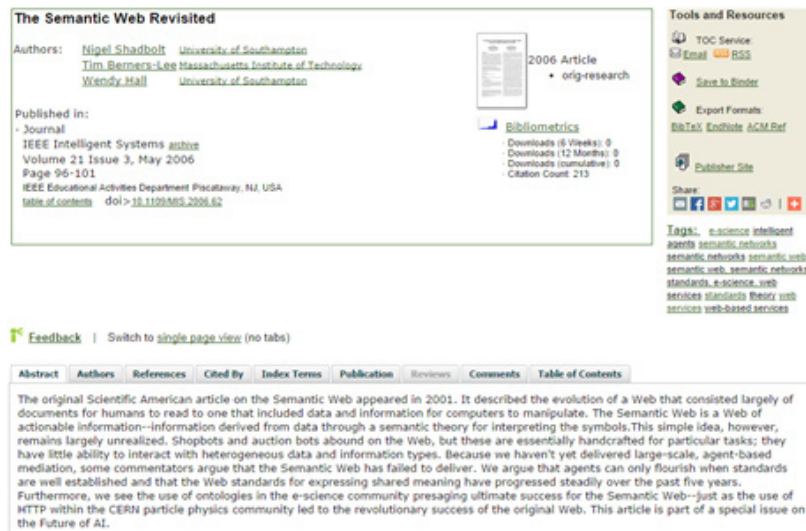 The Semantic Web Revisited
Authors: Nigel Shadbolt University of Southampton
Tim Berners-Lee Massachusetts Institute of Technology
Wendy Hall University of Southampton
2006 Article
• orig-research
Published in:
· Journal
IEEE Intelligent Systems archive
Volume 21 Issue 3, May 2006
Page 96-101
IEEE Educational Activities Department Piscataway, NJ, USA
table of contents doi>10.1109/MIS.2006.62
Bibliometrics
· Downloads (6 Weeks): 0
· Downloads (12 Months): 0
· Downloads (cumulative): 0
· Citation Count: 213
Tools and Resources
TOC Service:
Email RSS
Save to Binder
Export Formats:
BibTeX EndNote ACM Ref
Publisher Site
Share:
Tags: e-science intelligent
agents semantic networks
semantic networks semantic web
semantic web, semantic networks
standards, e-science, web
services standards theory web
services web-based services
Feedback | Switch to single page view (no tabs)
Abstract Authors References Cited By Index Terms Publication Reviews Comments Table of Contents
The original Scientific American article on the Semantic Web appeared in 2001. It described the evolution of a Web that consisted largely of
documents for humans to read to one that included data and information for computers to manipulate. The Semantic Web is a Web of
actionable information--information derived from data through a semantic theory for interpreting the symbols.This simple idea, however,
remains largely unrealized. Shopbots and auction bots abound on the Web, but these are essentially handcrafted for particular tasks; they
have little ability to interact with heterogeneous data and information types. Because we haven't yet delivered large-scale, agent-based
mediation, some commentators argue that the Semantic Web has failed to deliver. We argue that agents can only flourish when standards
are well established and that the Web standards for expressing shared meaning have progressed steadily over the past five years.
Furthermore, we see the use of ontologies in the e-science community presaging ultimate success for the Semantic Web--just as the use of
HTTP within the CERN particle physics community led to the revolutionary success of the original Web. This article is part of a special issue on
the Future of AI.